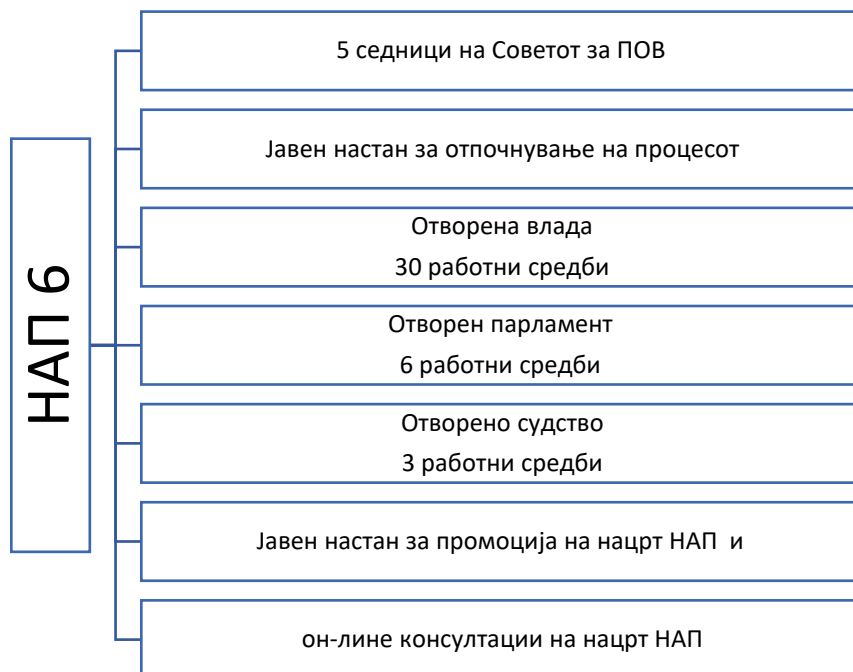 НАП 6
5 седници на Советот за ПОВ
Јавен настан за отпочнување на процесот
Отворена влада
30 работни средби
Отворен парламент
6 работни средби
Отворено судство
3 работни средби
Јавен настан за промоција на нацрт НАП и
он-лине консултации на нацрт НАП